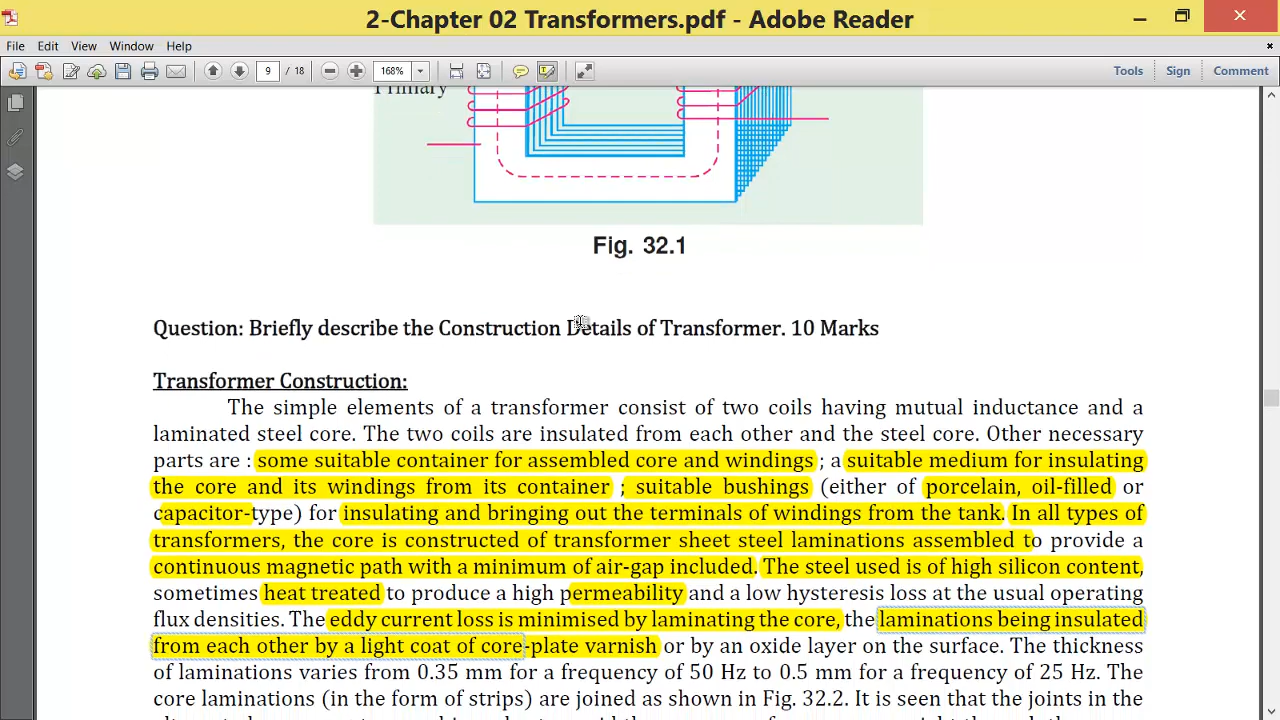 2-Chapter 02 Transformers.pdf - Adobe Reader
File Edit View Window Help
9 / 18 168% Tools Sign Comment
Primary
Fig. 32.1
Question: Briefly describe the Construction Details of Transformer. 10 Marks
Transformer Construction:
The simple elements of a transformer consist of two coils having mutual inductance and a
laminated steel core. The two coils are insulated from each other and the steel core. Other necessary
parts are : some suitable container for assembled core and windings ; a suitable medium for insulating
the core and its windings from its container ; suitable bushings (either of porcelain, oil-filled or
capacitor-type) for insulating and bringing out the terminals of windings from the tank. In all types of
transformers, the core is constructed of transformer sheet steel laminations assembled to provide a
continuous magnetic path with a minimum of air-gap included. The steel used is of high silicon content,
sometimes heat treated to produce a high permeability and a low hysteresis loss at the usual operating
flux densities. The eddy current loss is minimised by laminating the core, the laminations being insulated
from each other by a light coat of core-plate varnish or by an oxide layer on the surface. The thickness
of laminations varies from 0.35 mm for a frequency of 50 Hz to 0.5 mm for a frequency of 25 Hz. The
core laminations (in the form of strips) are joined as shown in Fig. 32.2. It is seen that the joints in the